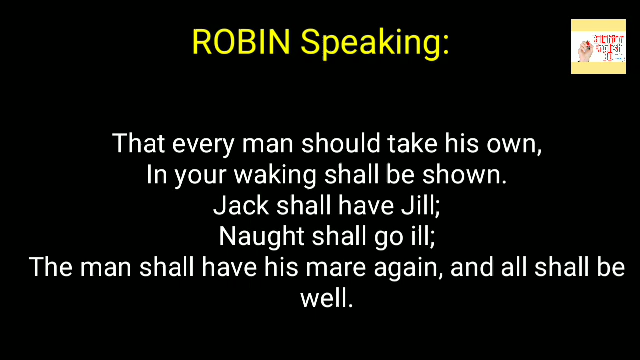 ROBIN Speaking:
That every man should take his own,
In your waking shall be shown.
Jack shall have Jill;
Naught shall go ill;
The man shall have his mare again, and all shall be
well.